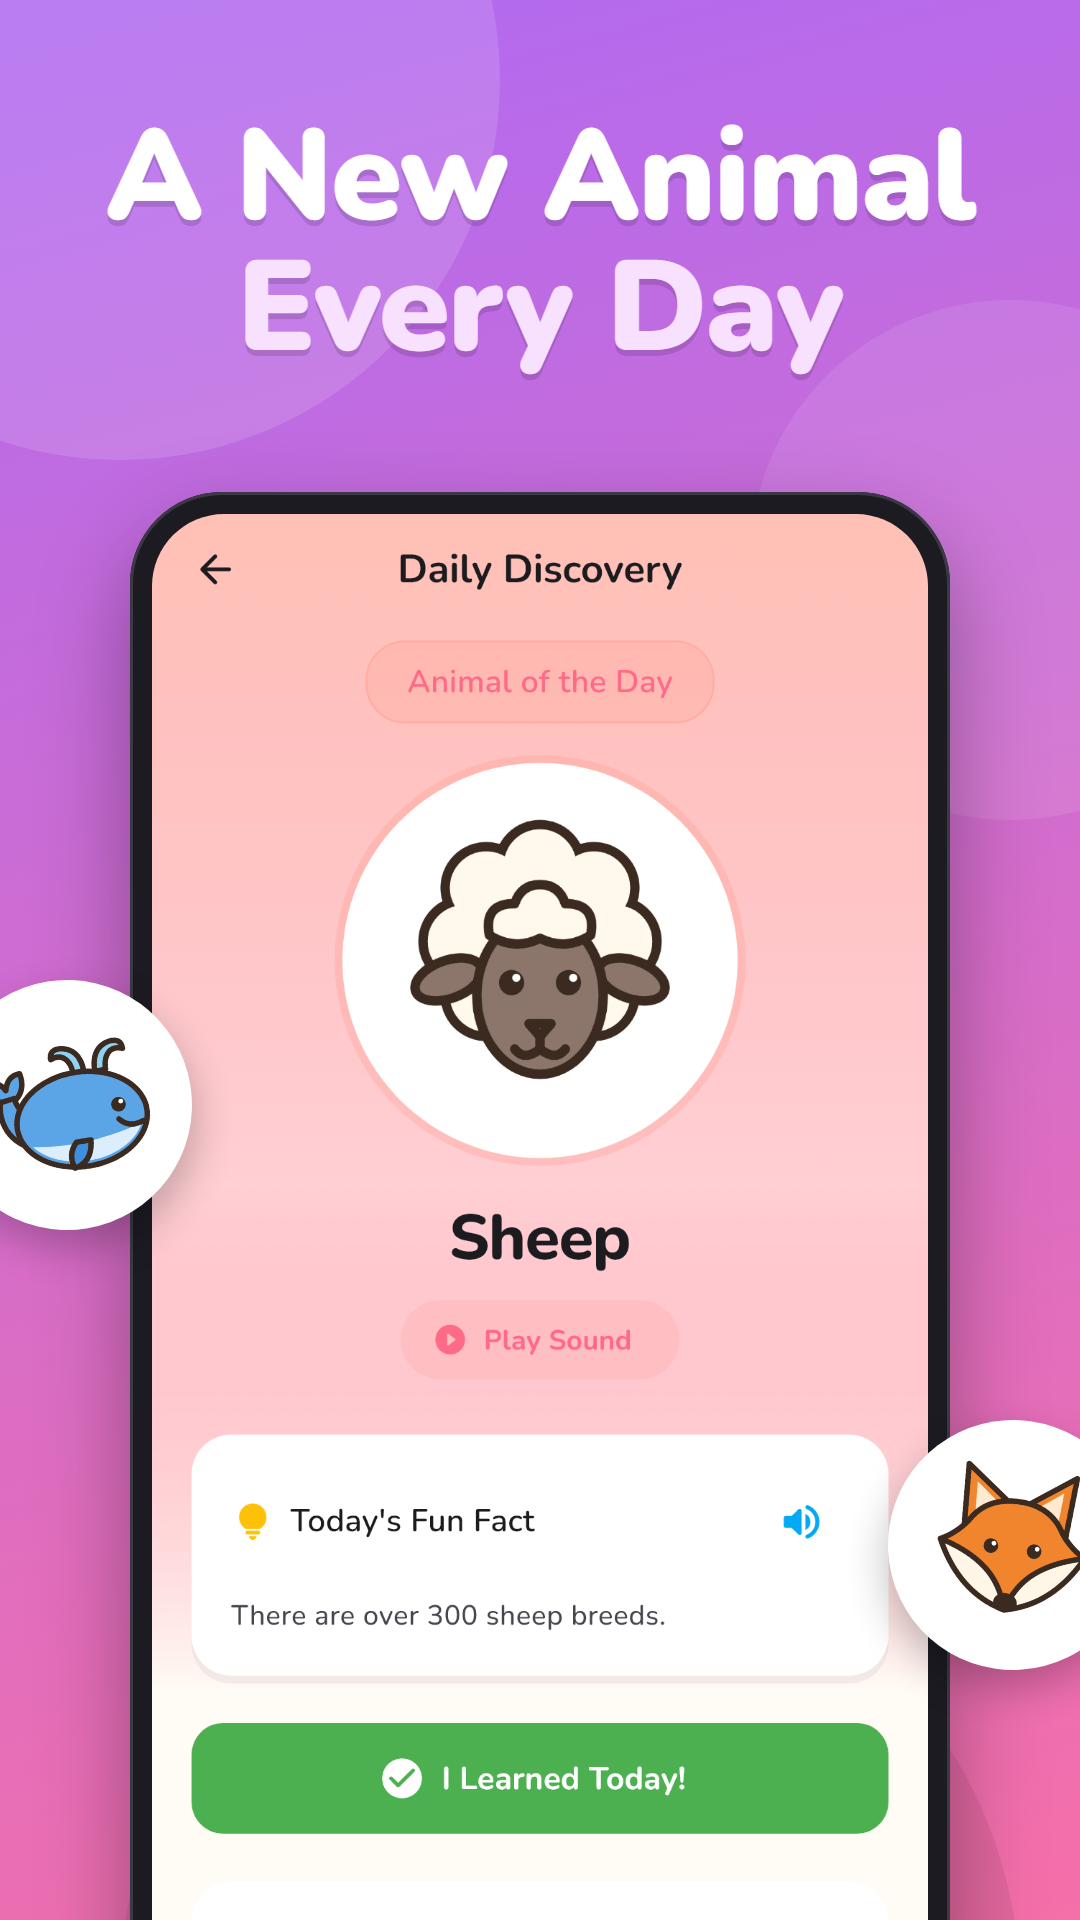 A New Animal
Every Day
Daily Discovery
Animal of the Day
Sheep
Play Sound
Today's Fun Fact
There are over 300 sheep breeds.
I Learned Today!